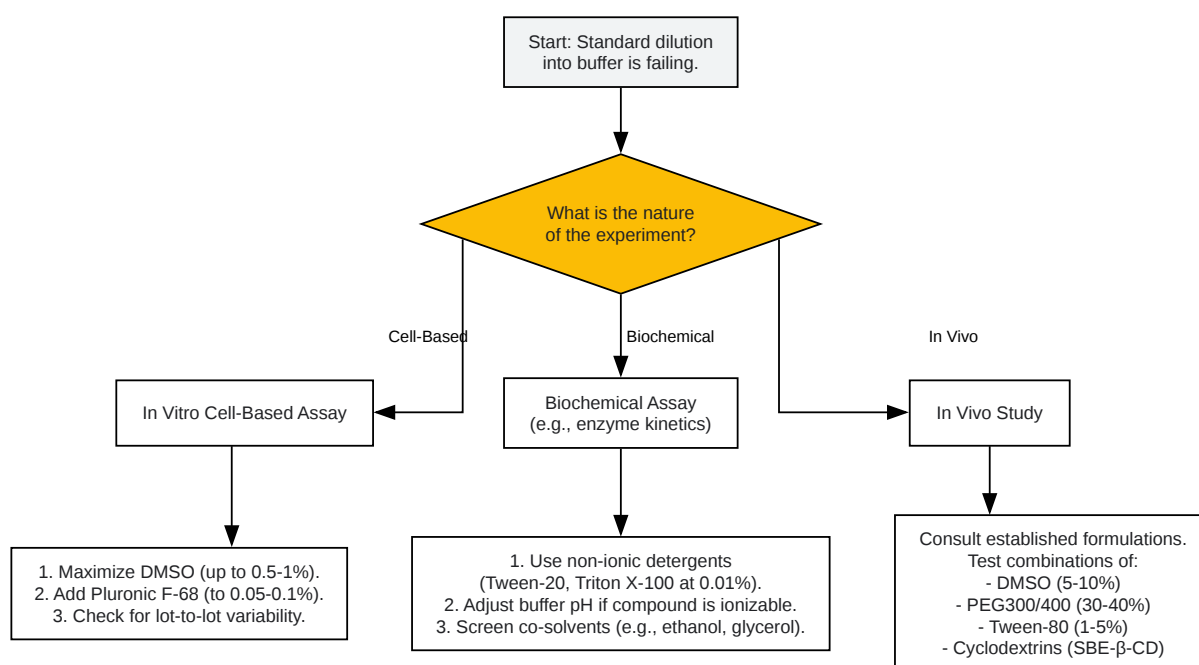 Start: Standard dilution
into buffer is failing.
What is the nature
of the experiment?
Cell-Based
Biochemical
In Vivo
In Vitro Cell-Based Assay
Biochemical Assay
(e.g., enzyme kinetics)
In Vivo Study
1. Maximize DMSO (up to 0.5-1%).
2. Add Pluronic F-68 (to 0.05-0.1%).
3. Check for lot-to-lot variability.
1. Use non-ionic detergents
(Tween-20, Triton X-100 at 0.01%).
2. Adjust buffer pH if compound is ionizable.
3. Screen co-solvents (e.g., ethanol, glycerol).
Consult established formulations.
Test combinations of:
- DMSO (5-10%)
- PEG300/400 (30-40%)
- Tween-80 (1-5%)
- Cyclodextrins (SBE-β-CD)